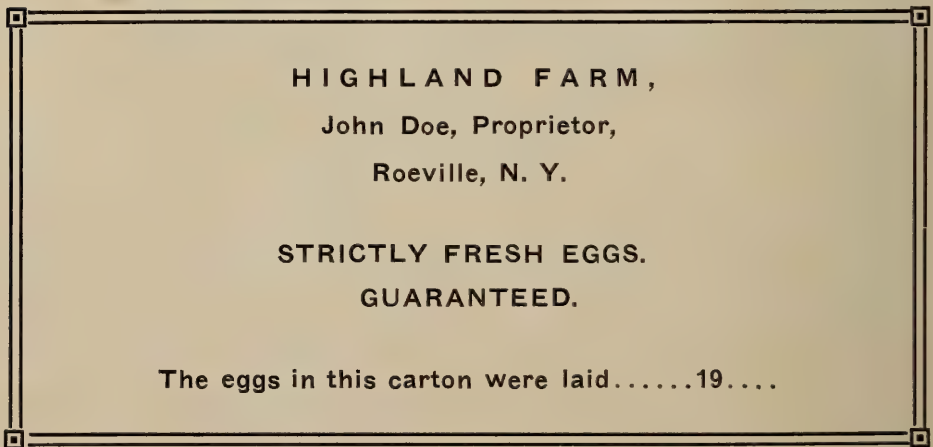 HIGHLAND FARM,
John Doe, Proprietor,
Roeville, N. Y.
STRICTLY FRESH EGGS.
GUARANTEED.
The eggs in this carton were laid......19....